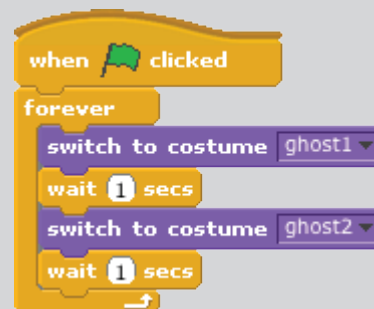 when clicked
forever
switch to costume ghost1
wait 1 secs
switch to costume ghost2
wait 1 secs